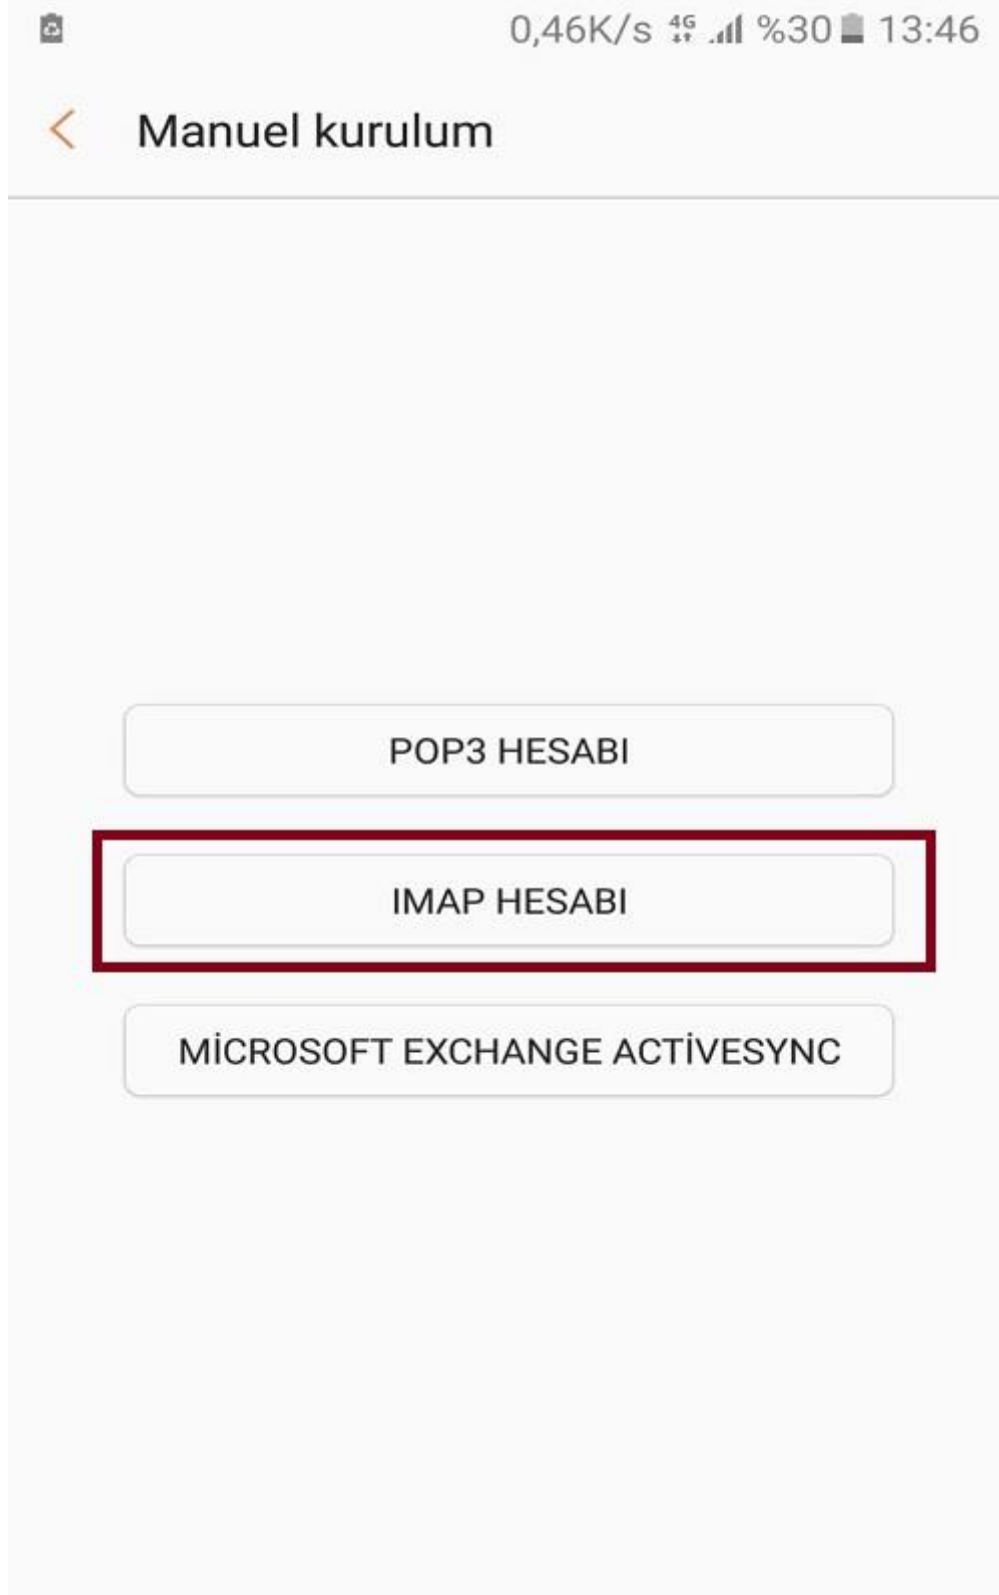 0,46K/s 4G %30 13:46
Manuel kurulum
POP3 HESABI
IMAP HESABI
MİCROSOFT EXCHANGE ACTİVESYNC